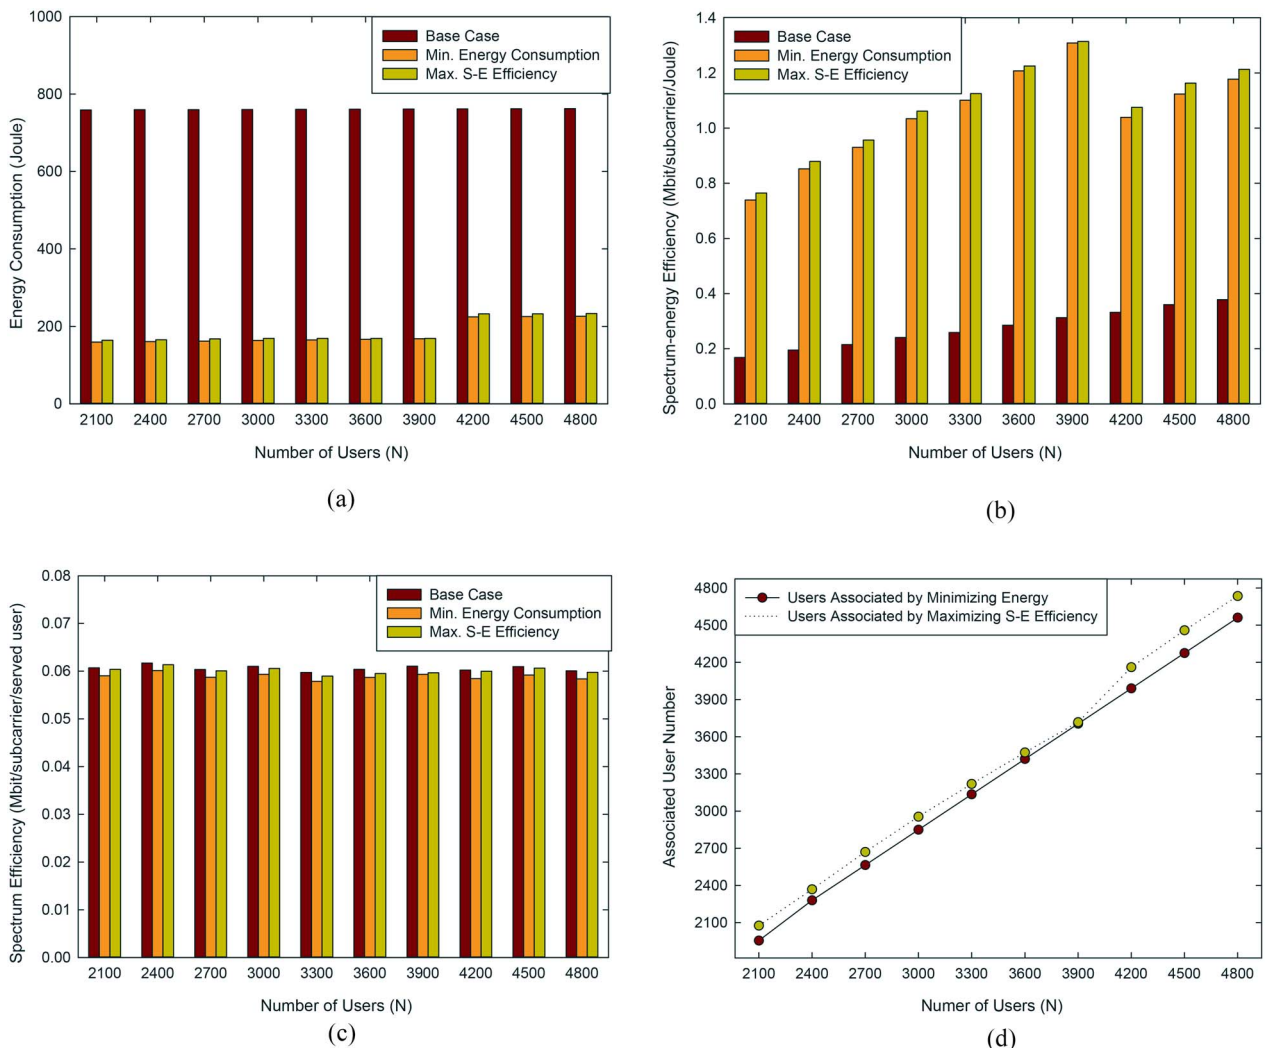 1000
800
600
400
200
0
Energy Consumption (Joule)
Base Case
Min. Energy Consumption
Max. S-E Efficiency
2100 2400 2700 3000 3300 3600 3900 4200 4500 4800
Number of Users (N)
(a)
1.4
1.2
1.0
0.8
0.6
0.4
0.2
0.0
Spectrum-energy Efficiency (Mbit/subcarrier/Joule)
Base Case
Min. Energy Consumption
Max. S-E Efficiency
2100 2400 2700 3000 3300 3600 3900 4200 4500 4800
Number of Users (N)
(b)
0.08
0.07
0.06
0.05
0.04
0.03
0.02
0.01
0.00
Spectrum Efficiency (Mbit/subcarrier/served user)
Base Case
Min. Energy Consumption
Max. S-E Efficiency
2100 2400 2700 3000 3300 3600 3900 4200 4500 4800
Number of Users (N)
(c)
4800
4500
4200
3900
3600
3300
3000
2700
2400
2100
Associated User Number
Users Associated by Minimizing Energy
Users Associated by Maximizing S-E Efficiency
2100 2400 2700 3000 3300 3600 3900 4200 4500 4800
Numer of Users (N)
(d)